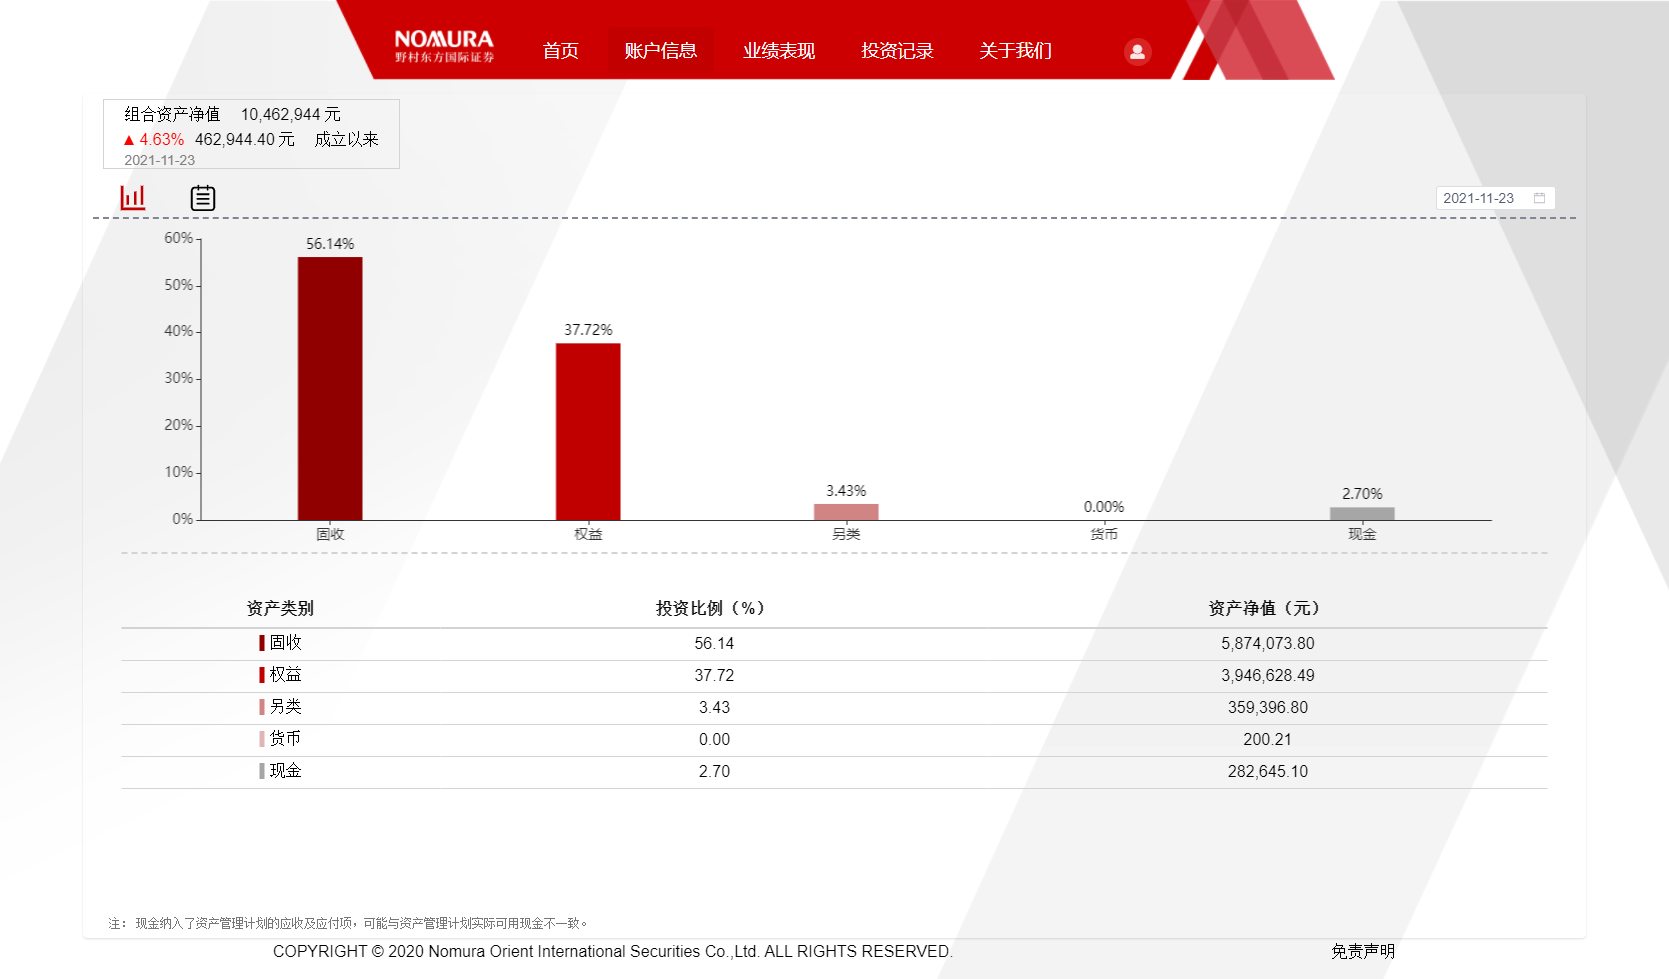 NOMURA
野村东方国际证券
首页 账户信息 业绩表现 投资记录 关于我们
组合资产净值 10,462,944 元
▲ 4.63% 462,944.40 元 成立以来
2021-11-23
2021-11-23
60%
50%
40%
30%
20%
10%
0%
56.14%
37.72%
3.43%
0.00%
2.70%
固收 权益 另类 货币 现金
资产类别 投资比例（%） 资产净值（元）
固收 56.14 5,874,073.80
权益 37.72 3,946,628.49
另类 3.43 359,396.80
货币 0.00 200.21
现金 2.70 282,645.10
注： 现金纳入了资产管理计划的应收及应付项，可能与资产管理计划实际可用现金不一致。
COPYRIGHT © 2020 Nomura Orient International Securities Co.,Ltd. ALL RIGHTS RESERVED. 免责声明